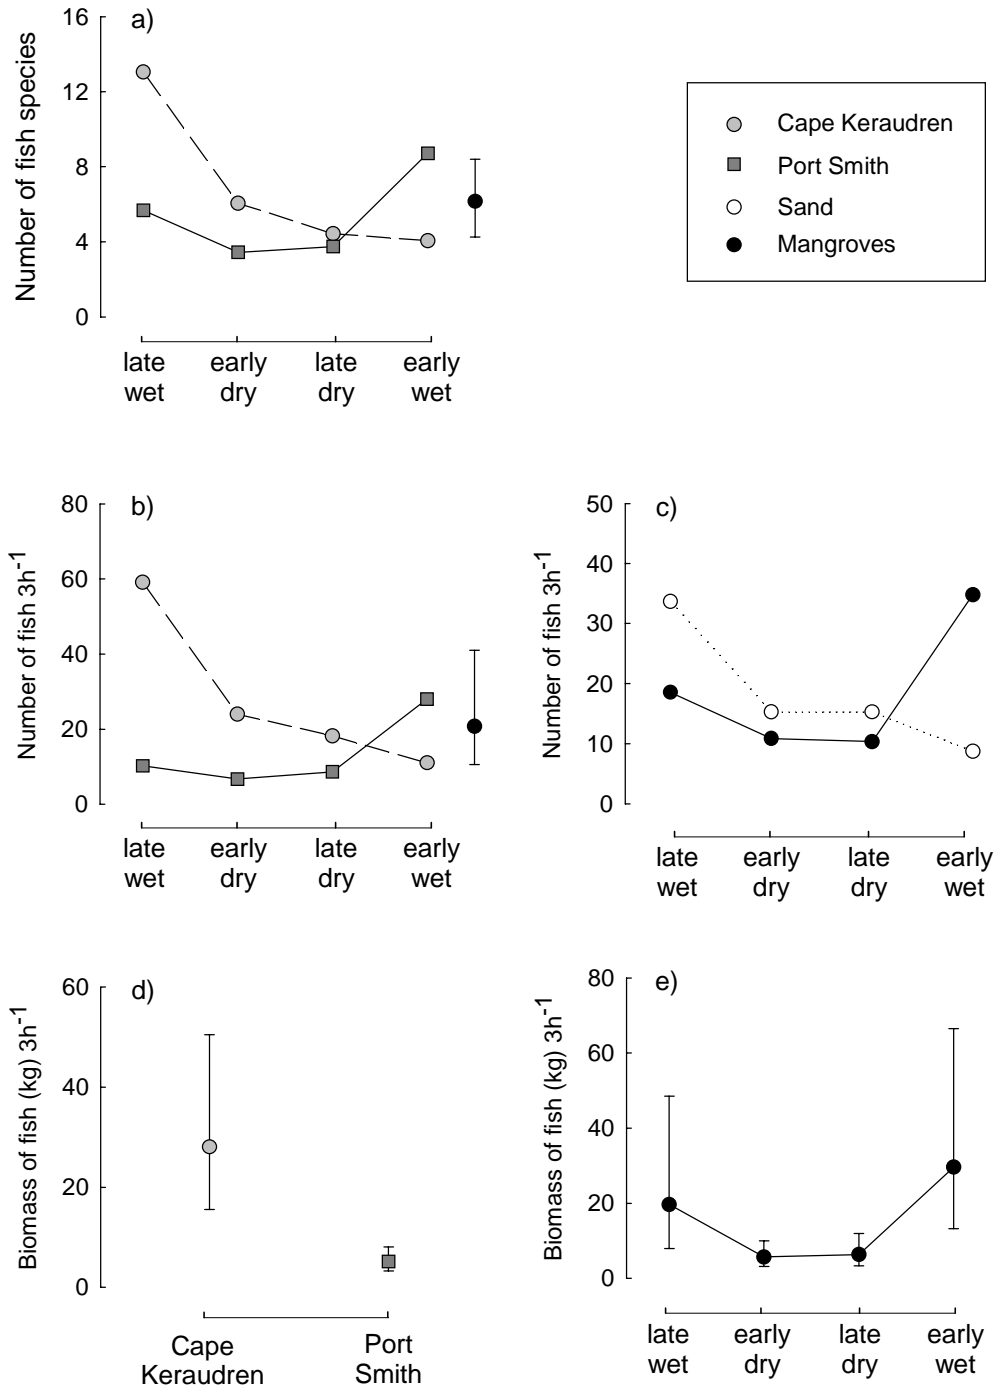 a)
Number of fish species
16
12
8
4
0
late wet
early dry
late dry
early wet
Cape Keraudren
Port Smith
Sand
Mangroves
b)
Number of fish 3h-1
80
60
40
20
0
late wet
early dry
late dry
early wet
c)
Number of fish 3h-1
50
40
30
20
10
0
late wet
early dry
late dry
early wet
d)
Biomass of fish (kg) 3h-1
60
40
20
0
Cape Keraudren
Port Smith
e)
Biomass of fish (kg) 3h-1
80
60
40
20
0
late wet
early dry
late dry
early wet